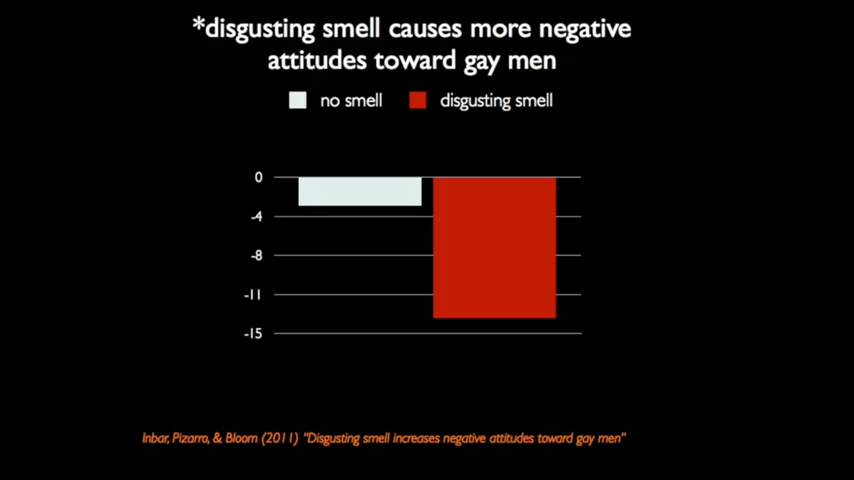 *disgusting smell causes more negative
attitudes toward gay men
no smell disgusting smell
0
-4
-8
-11
-15
Inbar, Pizarro, & Bloom (2011) "Disgusting smell increases negative attitudes toward gay men"